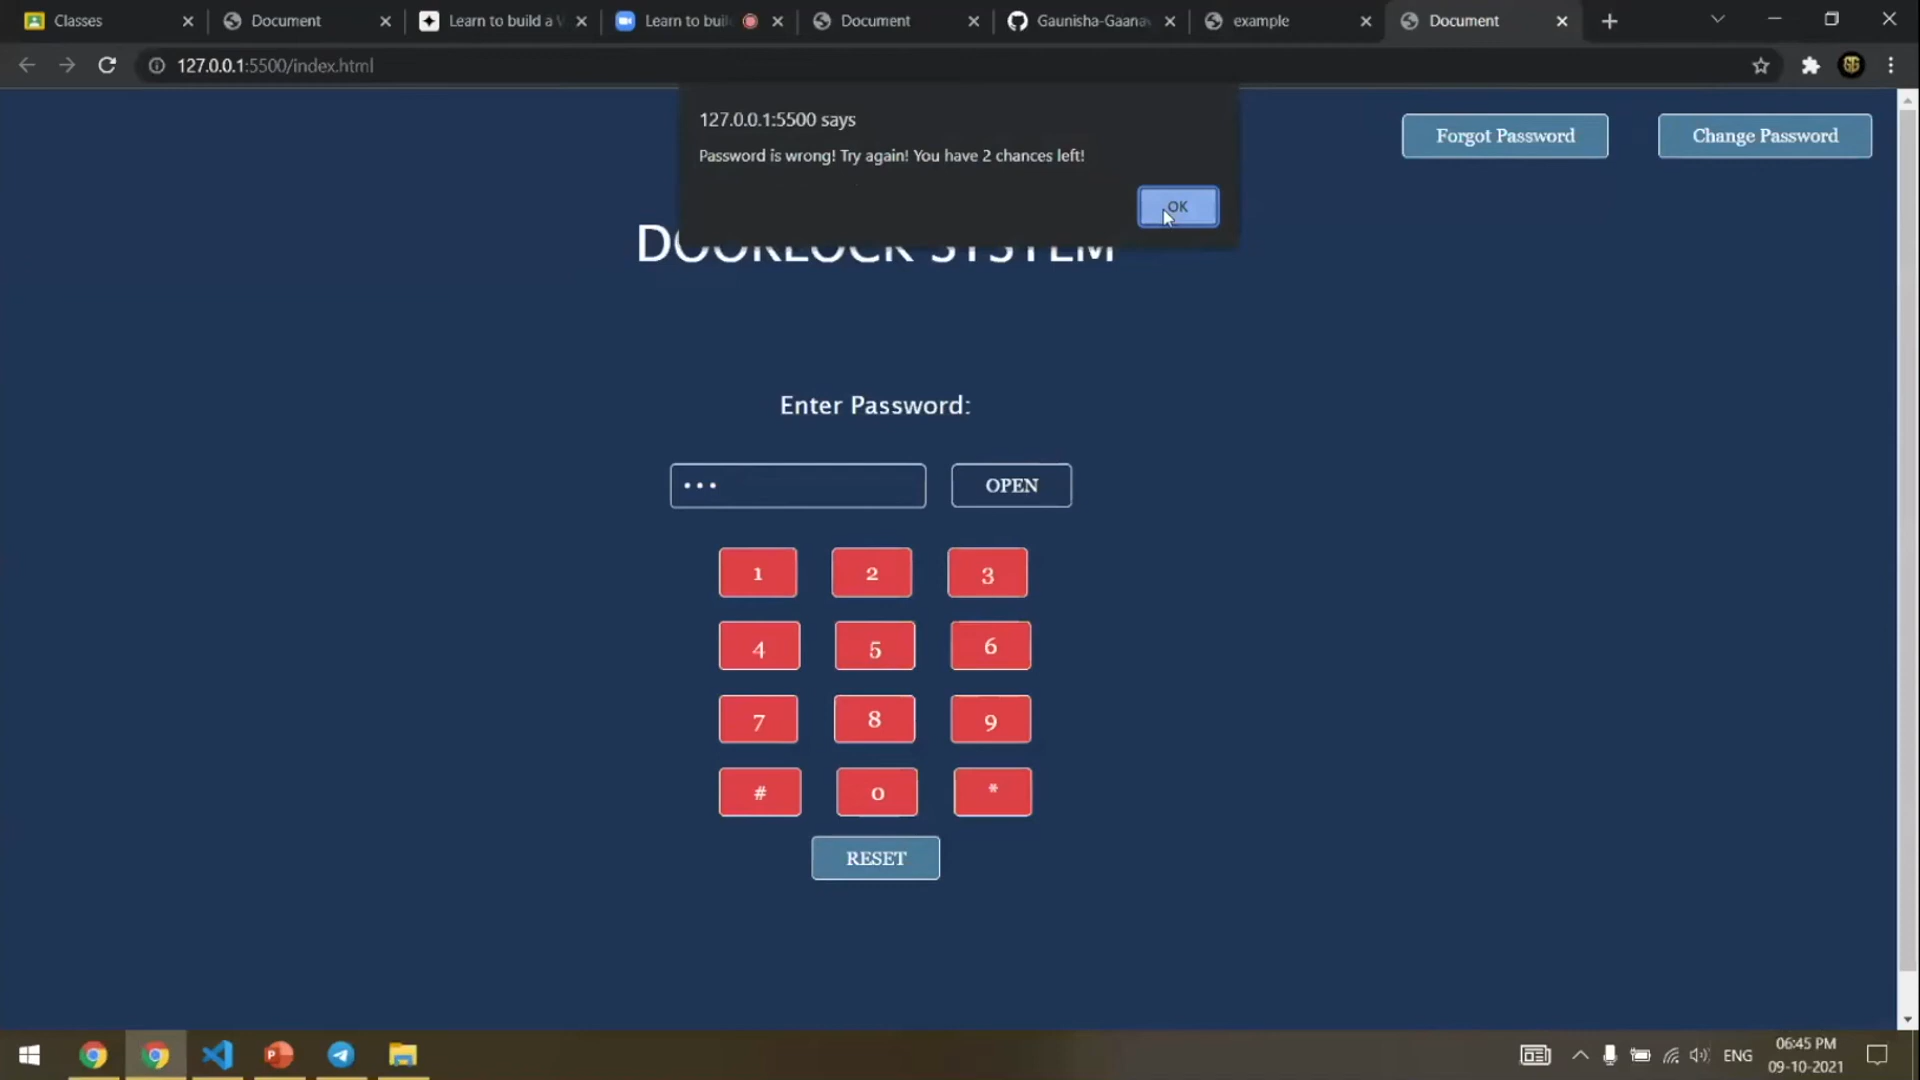 Classes
Document
Learn to build a
Learn to buil
Document
Gaunisha-Gaana
example
Document
127.0.0.1:5500/index.html
127.0.0.1:5500 says
Password is wrong! Try again! You have 2 chances left!
OK
Forgot Password
Change Password
DOORLOCK SYSTEM
Enter Password:
OPEN
1 2 3
4 5 6
7 8 9
# 0 *
RESET
ENG
06:45 PM
09-10-2021